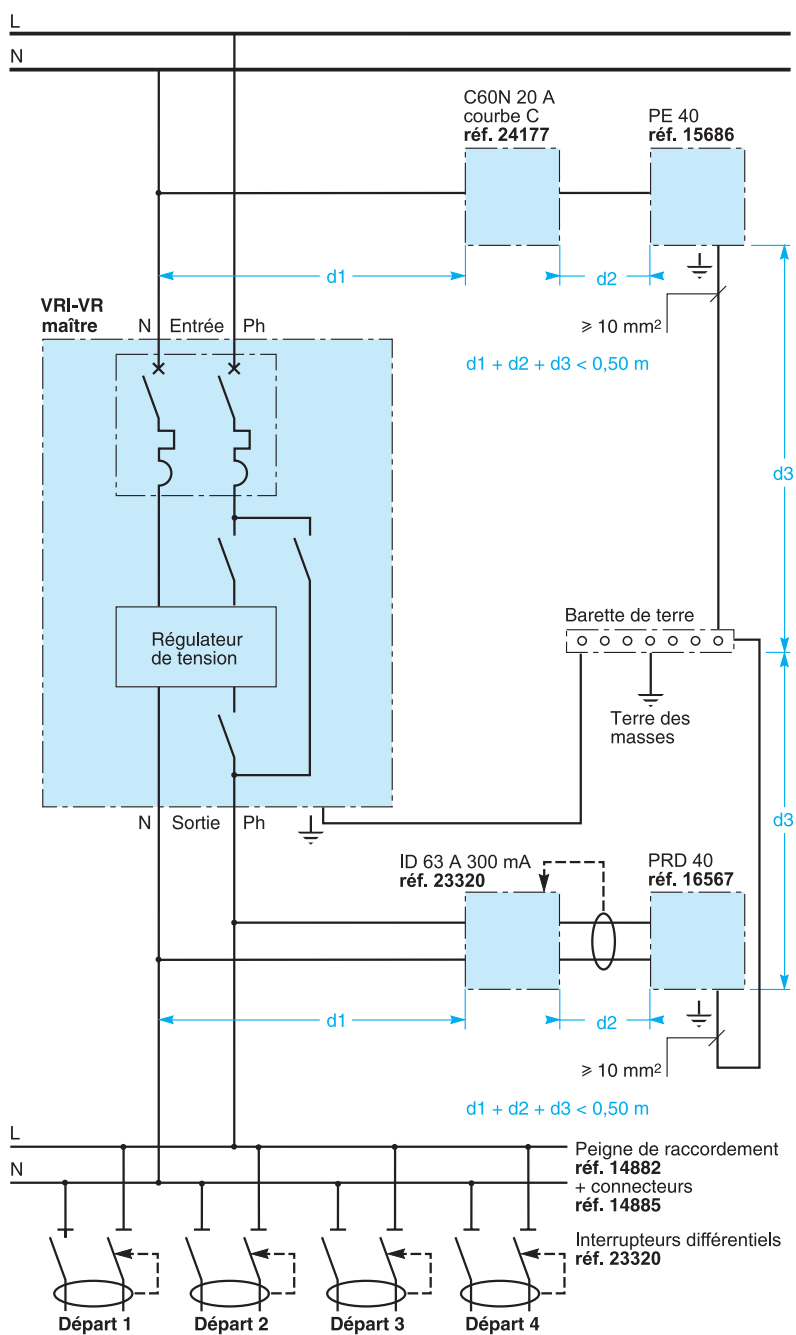 L
N
C60N 20 A
courbe C
réf. 24177
PE 40
réf. 15686
d1
d2
≥ 10 mm²
d1 + d2 + d3 < 0,50 m
d3
VRI-VR
maître
N Entrée Ph
Régulateur
de tension
Barette de terre
Terre des
masses
N Sortie Ph
ID 63 A 300 mA
réf. 23320
PRD 40
réf. 16567
d3
d1
d2
≥ 10 mm²
d1 + d2 + d3 < 0,50 m
L
N
Peigne de raccordement
réf. 14882
+ connecteurs
réf. 14885
Interrupteurs différentiels
réf. 23320
Départ 1
Départ 2
Départ 3
Départ 4